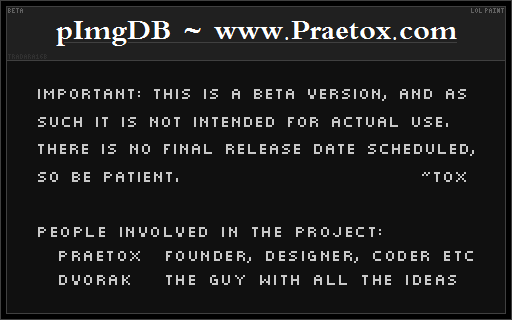 BETA
LOL PAINT
pImgDB ~ www.Praetox.com
IMPORTANT: THIS IS A BETA VERSION, AND AS
SUCH IT IS NOT INTENDED FOR ACTUAL USE.
THERE IS NO FINAL RELEASE DATE SCHEDULED,
SO BE PATIENT. ~TOX
PEOPLE INVOLVED IN THE PROJECT:
PRAETOX FOUNDER, DESIGNER, CODER ETC
DVORAK THE GUY WITH ALL THE IDEAS